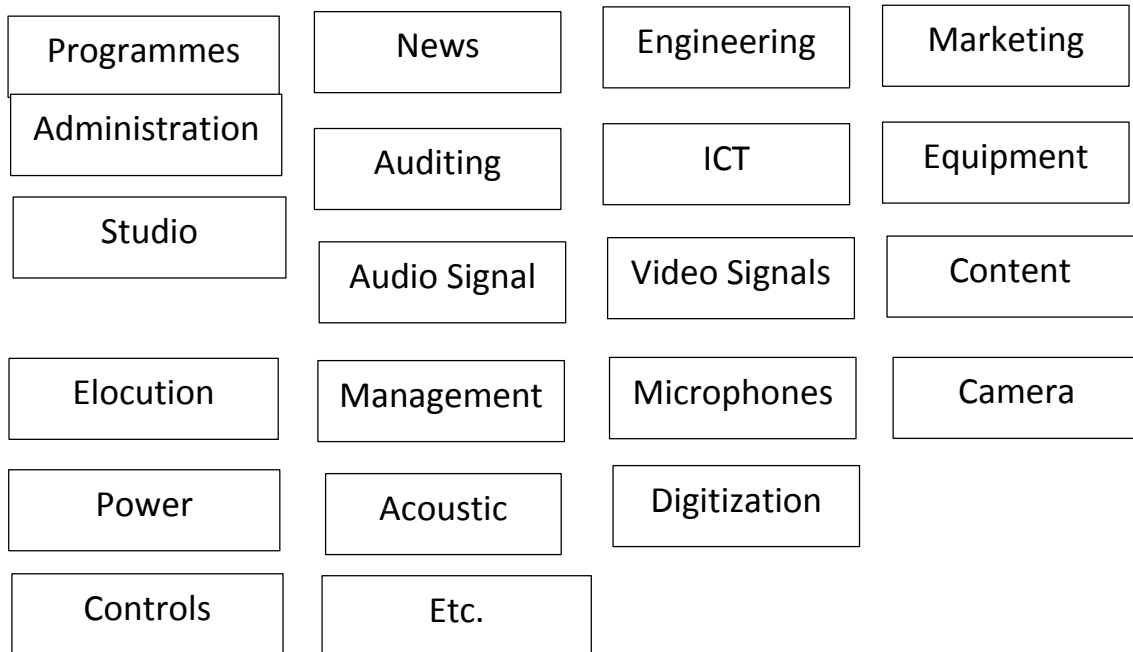 Programmes
News
Engineering
Marketing
Administration
Auditing
ICT
Equipment
Studio
Audio Signal
Video Signals
Content
Elocution
Management
Microphones
Camera
Power
Acoustic
Digitization
Controls
Etc.